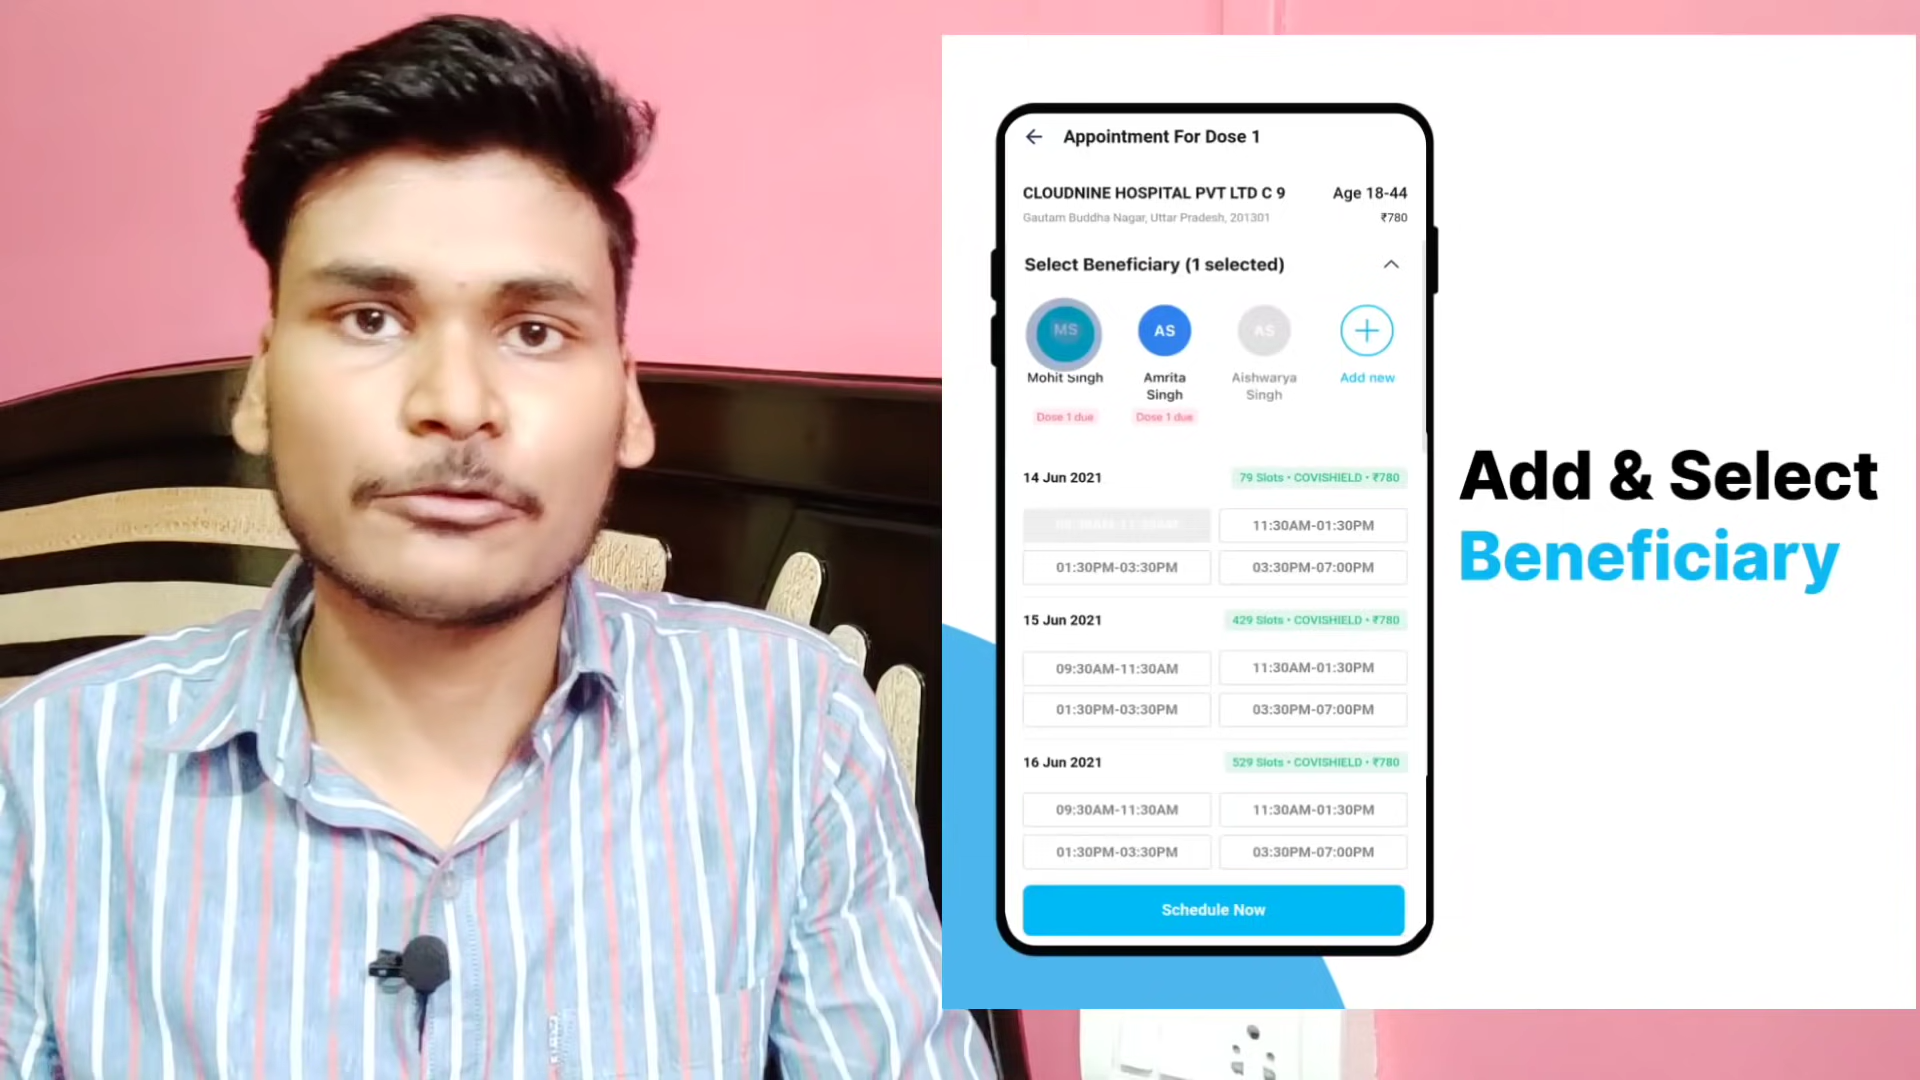 Appointment For Dose 1
CLOUDNINE HOSPITAL PVT LTD C 9 Age 18-44
Gautam Buddha Nagar, Uttar Pradesh, 201301 ₹780
Select Beneficiary (1 selected)
MS AS AS
Mohit Singh Amrita Singh Aishwarya Singh Add new
Dose 1 due Dose 1 due
14 Jun 2021 79 Slots • COVISHIELD • ₹780
11:30AM-01:30PM
01:30PM-03:30PM 03:30PM-07:00PM
15 Jun 2021 429 Slots • COVISHIELD • ₹780
09:30AM-11:30AM 11:30AM-01:30PM
01:30PM-03:30PM 03:30PM-07:00PM
16 Jun 2021 529 Slots • COVISHIELD • ₹780
09:30AM-11:30AM 11:30AM-01:30PM
01:30PM-03:30PM 03:30PM-07:00PM
Schedule Now
Add & Select
Beneficiary